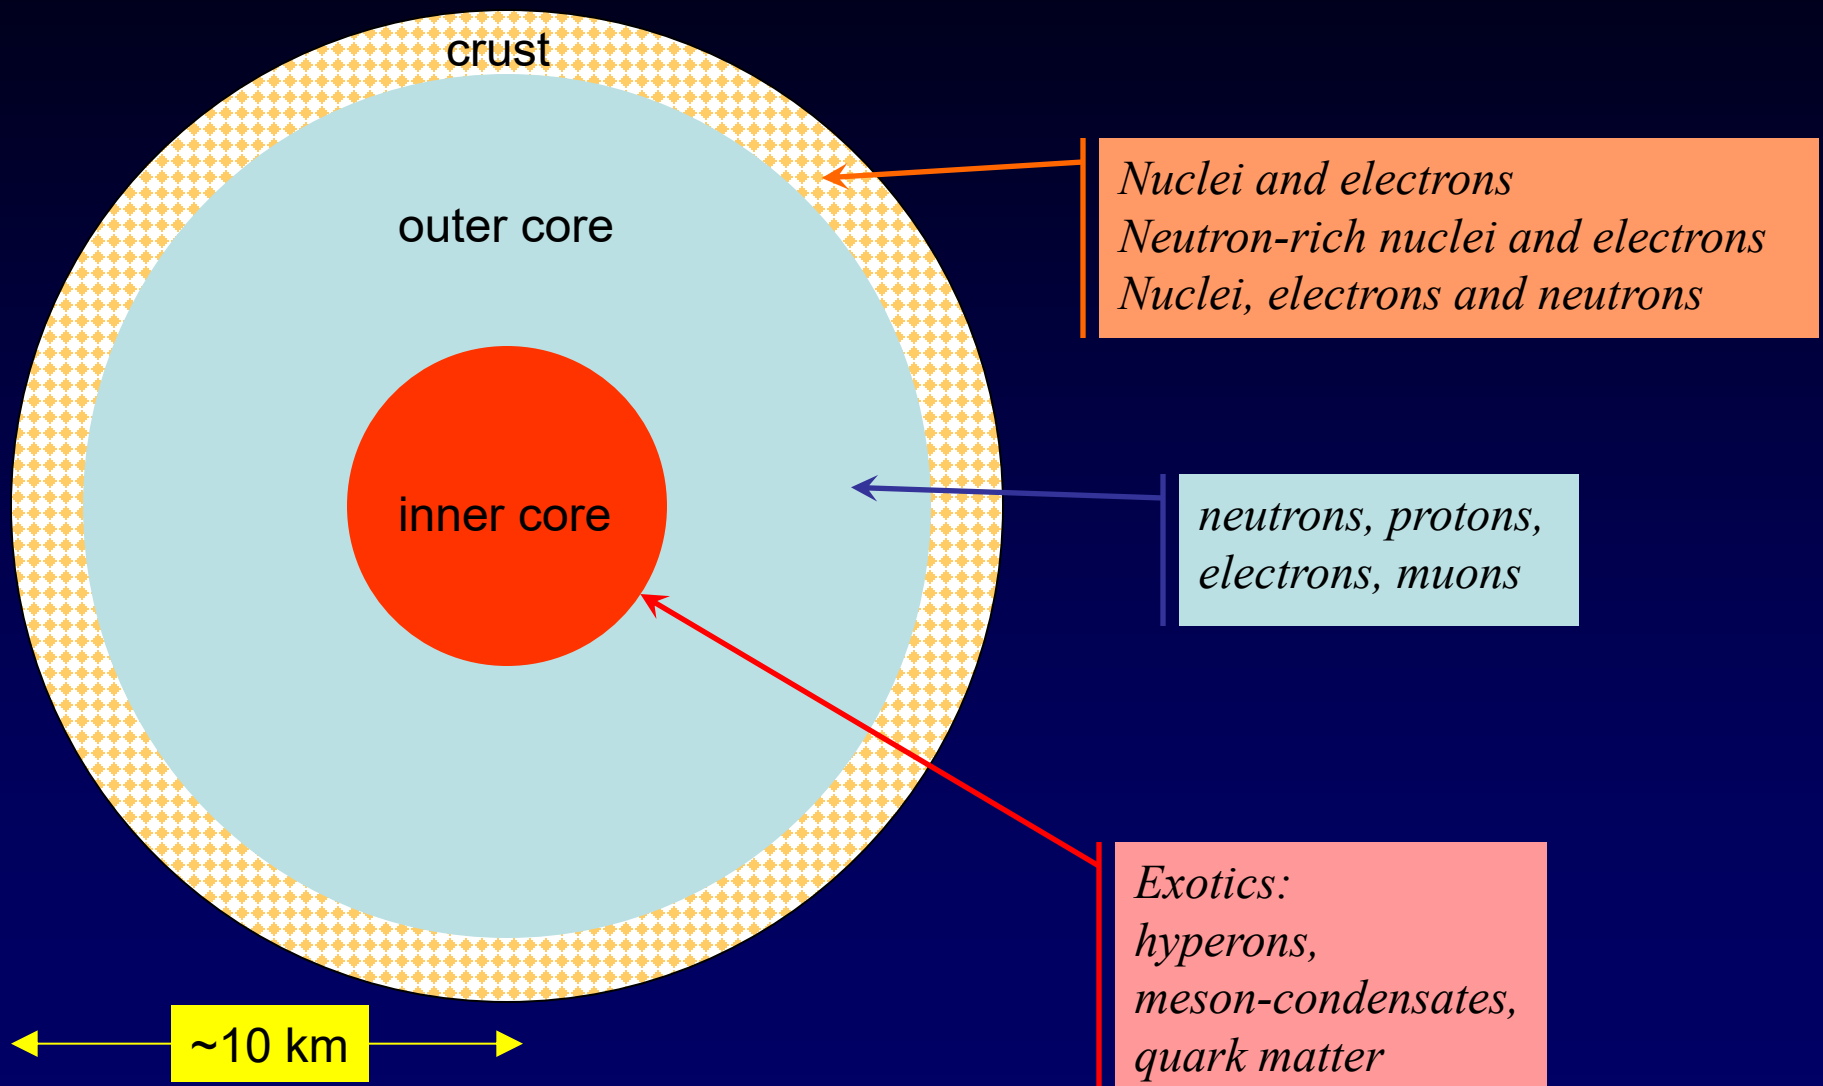 crust
outer core
inner core
~10 km
Nuclei and electrons
Neutron-rich nuclei and electrons
Nuclei, electrons and neutrons
neutrons, protons,
electrons, muons
Exotics:
hyperons,
meson-condensates,
quark matter